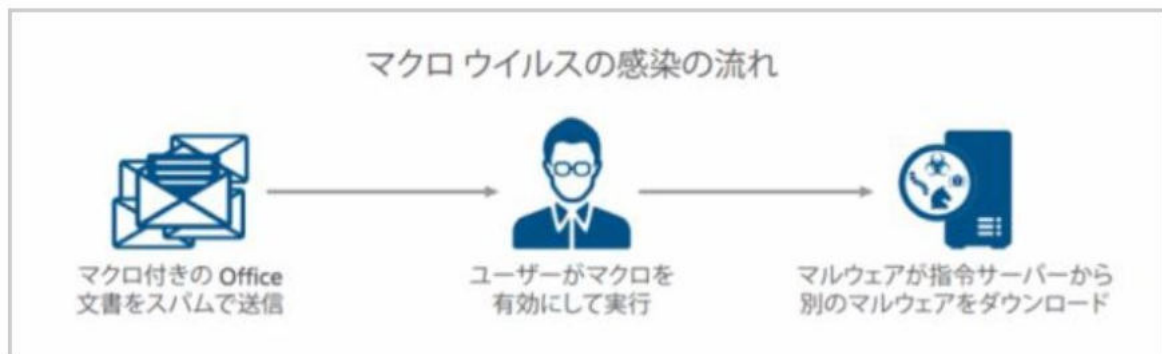 マクロ ウイルスの感染の流れ
マクロ付きの Office
文書をスパムで送信
ユーザーがマクロを
有効にして実行
マルウェアが指令サーバーから
別のマルウェアをダウンロード